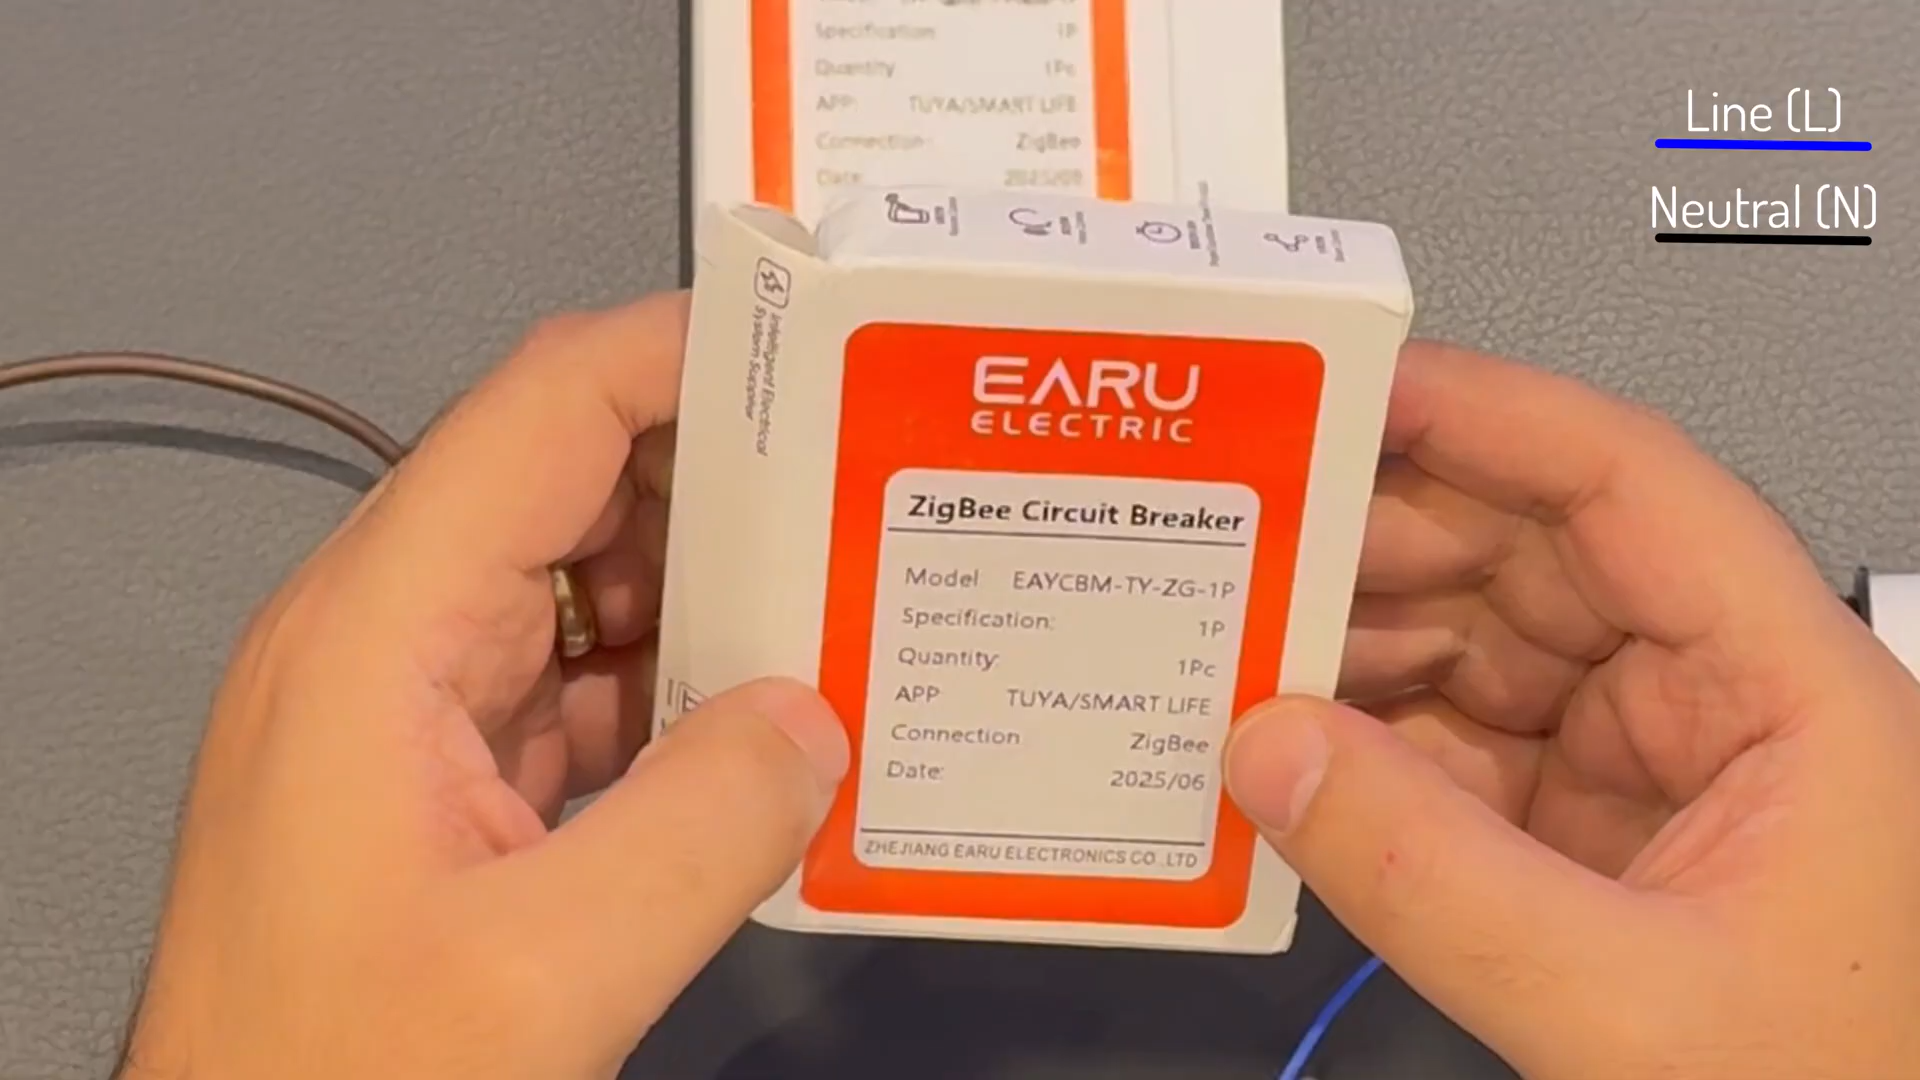 Specification 1P
Quantity 1Pc
APP: TUYA/SMART LIFE
Connection: ZigBee
Date:
Line (L)
Neutral (N)
Intelligent Electrical
System Supplier
EARU
ELECTRIC
ZigBee Circuit Breaker
Model EAYCBM-TY-ZG-1P
Specification: 1P
Quantity: 1Pc
APP TUYA/SMART LIFE
Connection ZigBee
Date: 2025/06
ZHEJIANG EARU ELECTRONICS CO.,LTD